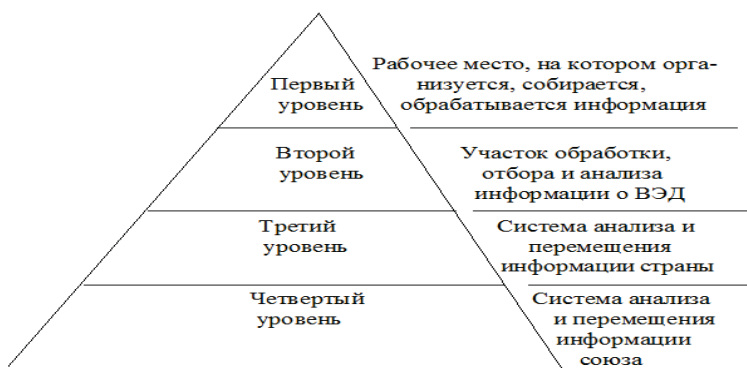 Первый
уровень
Рабочее место, на котором орга-
низуется, собирается,
обрабатывается информация
Второй
уровень
Участок обработки,
отбора и анализа
информации о ВЭД
Третий
уровень
Система анализа и
перемещения
информации страны
Четвертый
уровень
Система анализа
и перемещения
информации
союза